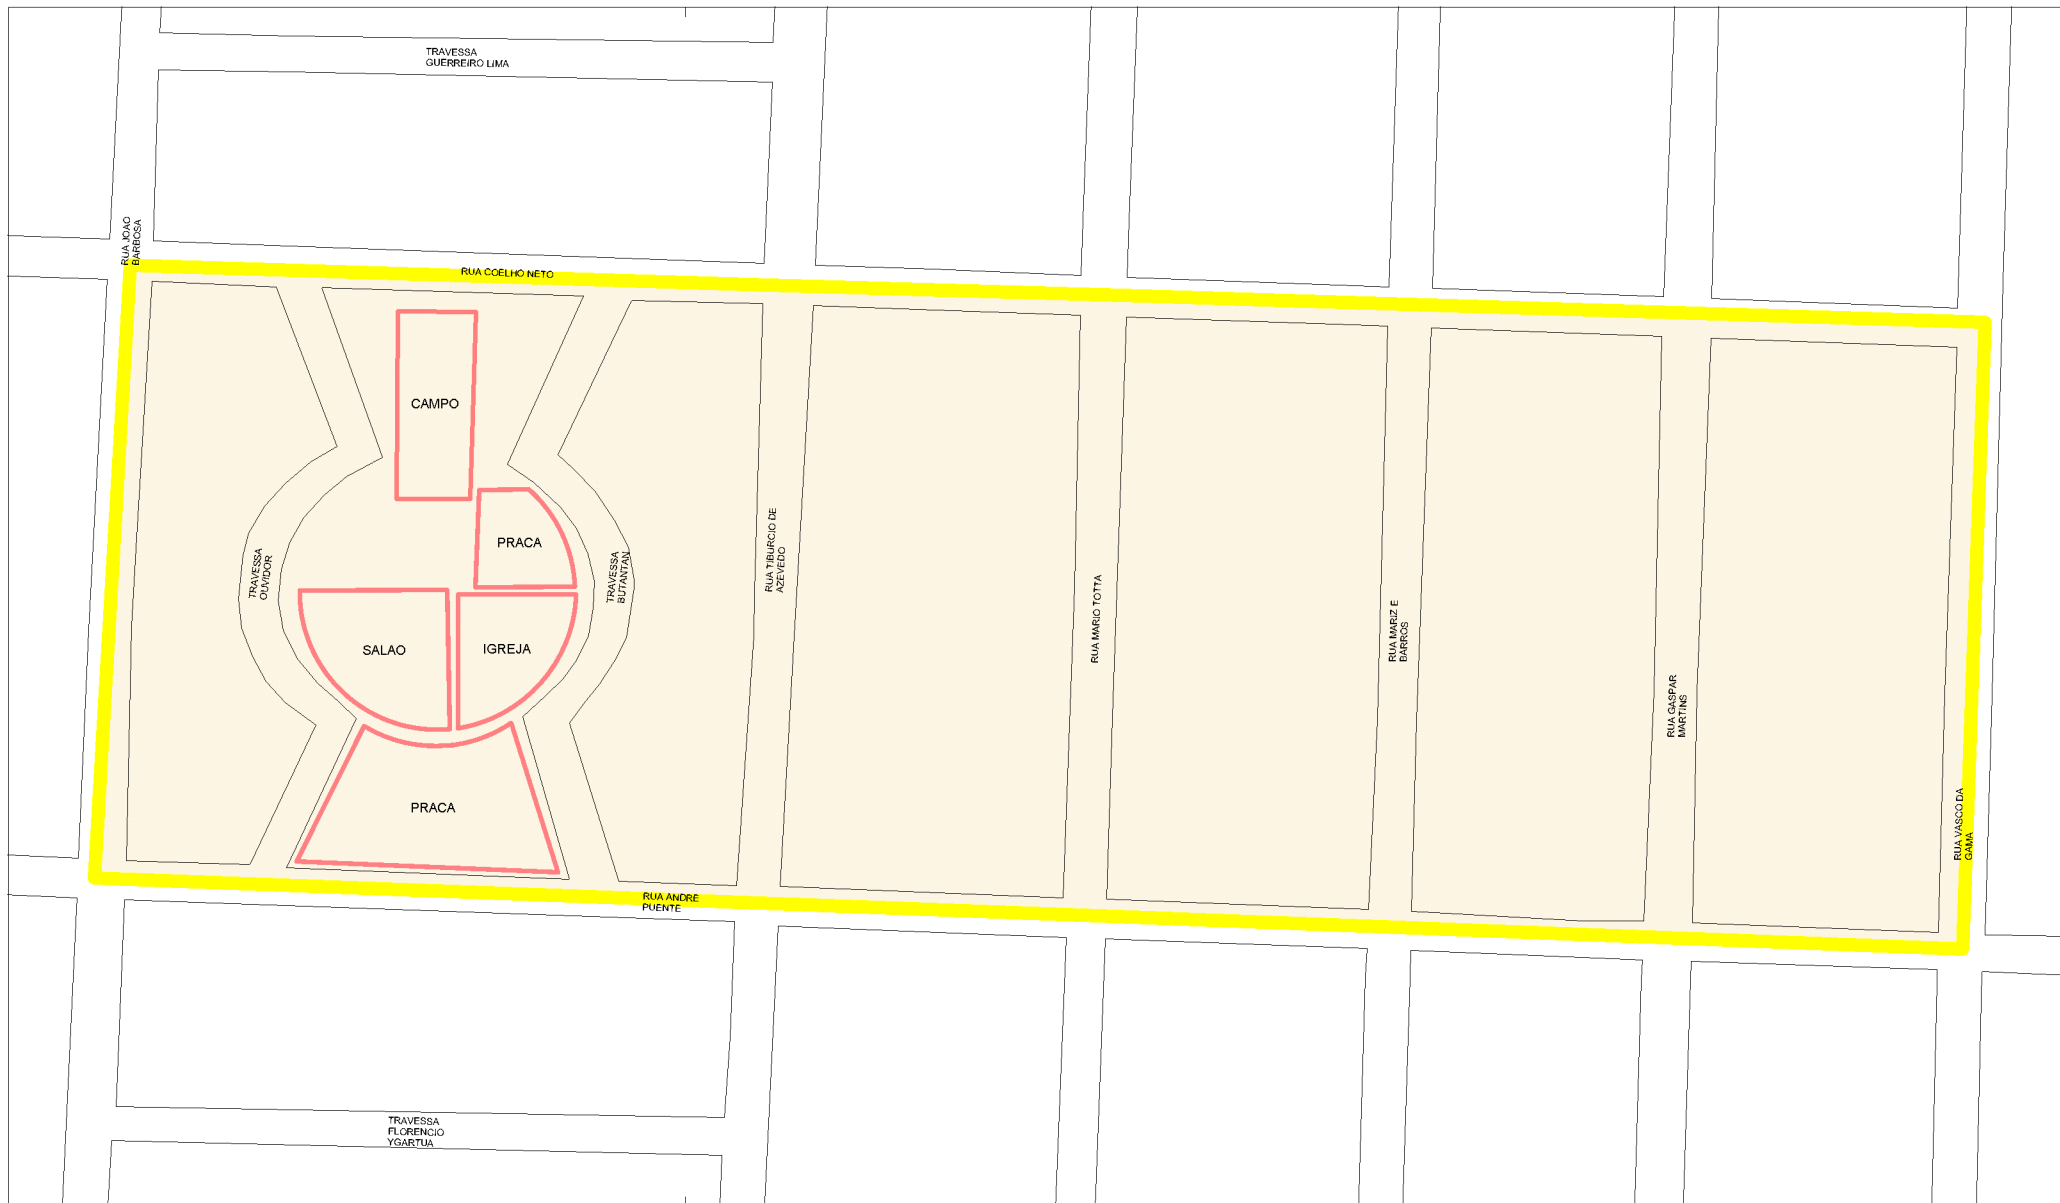 TRAVESSA
GUERREIRO LIMA
RUA JOAO
BARBOSA
RUA COELHO NETO
CAMPO
PRACA
TRAVESSA
OUVIDOR
TRAVESSA
BUTANTAN
RUA TIBURCIO DE
AZEVEDO
SALAO
IGREJA
RUA MARIO TOTTA
RUA MARIZ E
BARROS
RUA GASPAR
MARTINS
PRACA
RUA VASCO DA
GAMA
RUA ANDRE
PUENTE
TRAVESSA
FLORENCIO
YGARTUA